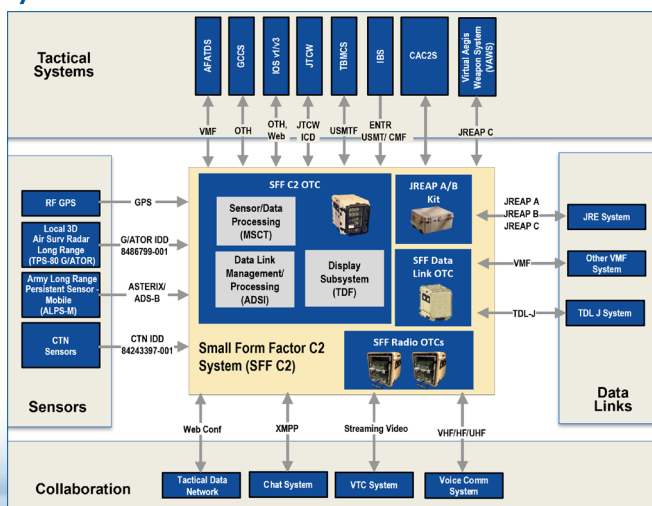 Tactical
Systems
AFATDS
GCCS
IOS v1/v3
JTCW
TBMCS
IBS
CAC2S
Virtual Aegis
Weapon System
(VAWS)
VMF
OTH
OTH,
Web
JTCW
ICD
USMTF
ENTR
USMT/ CMF
JREAP C
SFF C2 OTC
Sensor/Data
Processing
(MSCT)
Data Link
Management/
Processing
(ADSI)
Display
Subsystem
(TDF)
JREAP A/B
Kit
SFF Data
Link OTC
SFF Radio OTCs
Small Form Factor C2
System (SFF C2)
RF GPS
GPS
Local 3D
Air Surv Radar
Long Range
(TPS-80 G/ATOR)
G/ATOR IDD
8486799-001
Army Long Range
Persistent Sensor -
Mobile
(ALPS-M)
ASTERIX/
ADS-B
CTN
Sensors
CTN IDD
84243397-001
Sensors
JREAP A
JREAP B
JREAP C
JRE System
VMF
Other VMF
System
TDL-J
TDL J System
Data
Links
Web Conf
XMPP
Streaming Video
VHF/HF/UHF
Tactical Data
Network
Chat System
VTC System
Voice Comm
System
Collaboration